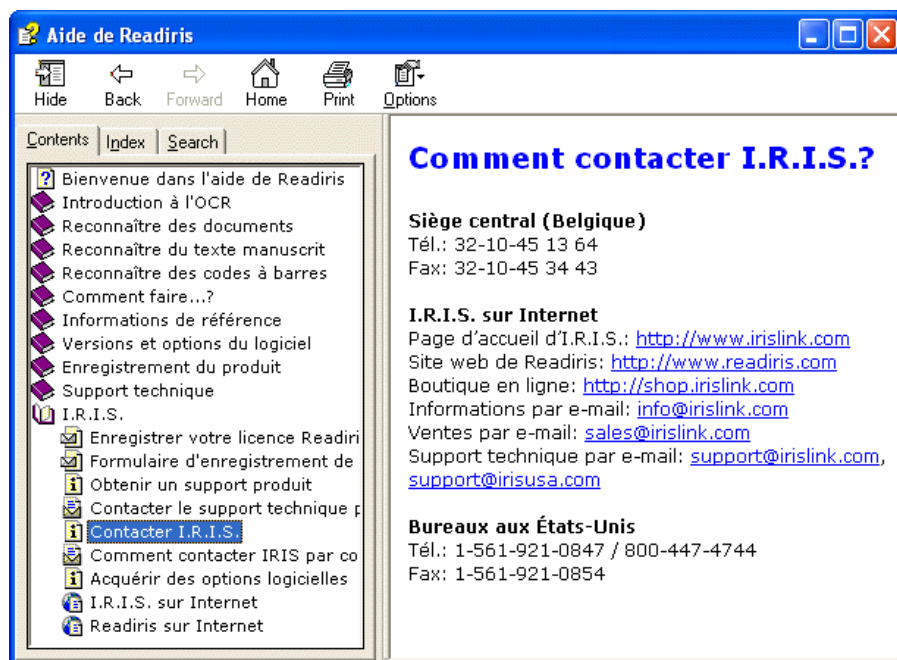 Aide de Readiris
Hide Back Forward Home Print Options
Contents Index Search
Bienvenue dans l'aide de Readiris
Introduction à l'OCR
Reconnaître des documents
Reconnaître du texte manuscrit
Reconnaître des codes à barres
Comment faire...?
Informations de référence
Versions et options du logiciel
Enregistrement du produit
Support technique
I.R.I.S.
Enregistrer votre licence Readiri
Formulaire d'enregistrement de
Obtenir un support produit
Contacter le support technique p
Contacter I.R.I.S.
Comment contacter IRIS par co
Acquérir des options logicielles
I.R.I.S. sur Internet
Readiris sur Internet
Comment contacter I.R.I.S.?
Siège central (Belgique)
Tél.: 32-10-45 13 64
Fax: 32-10-45 34 43
I.R.I.S. sur Internet
Page d'accueil d'I.R.I.S.: http://www.irislink.com
Site web de Readiris: http://www.readiris.com
Boutique en ligne: http://shop.irislink.com
Informations par e-mail: info@irislink.com
Ventes par e-mail: sales@irislink.com
Support technique par e-mail: support@irislink.com,
support@irisusa.com
Bureaux aux États-Unis
Tél.: 1-561-921-0847 / 800-447-4744
Fax: 1-561-921-0854